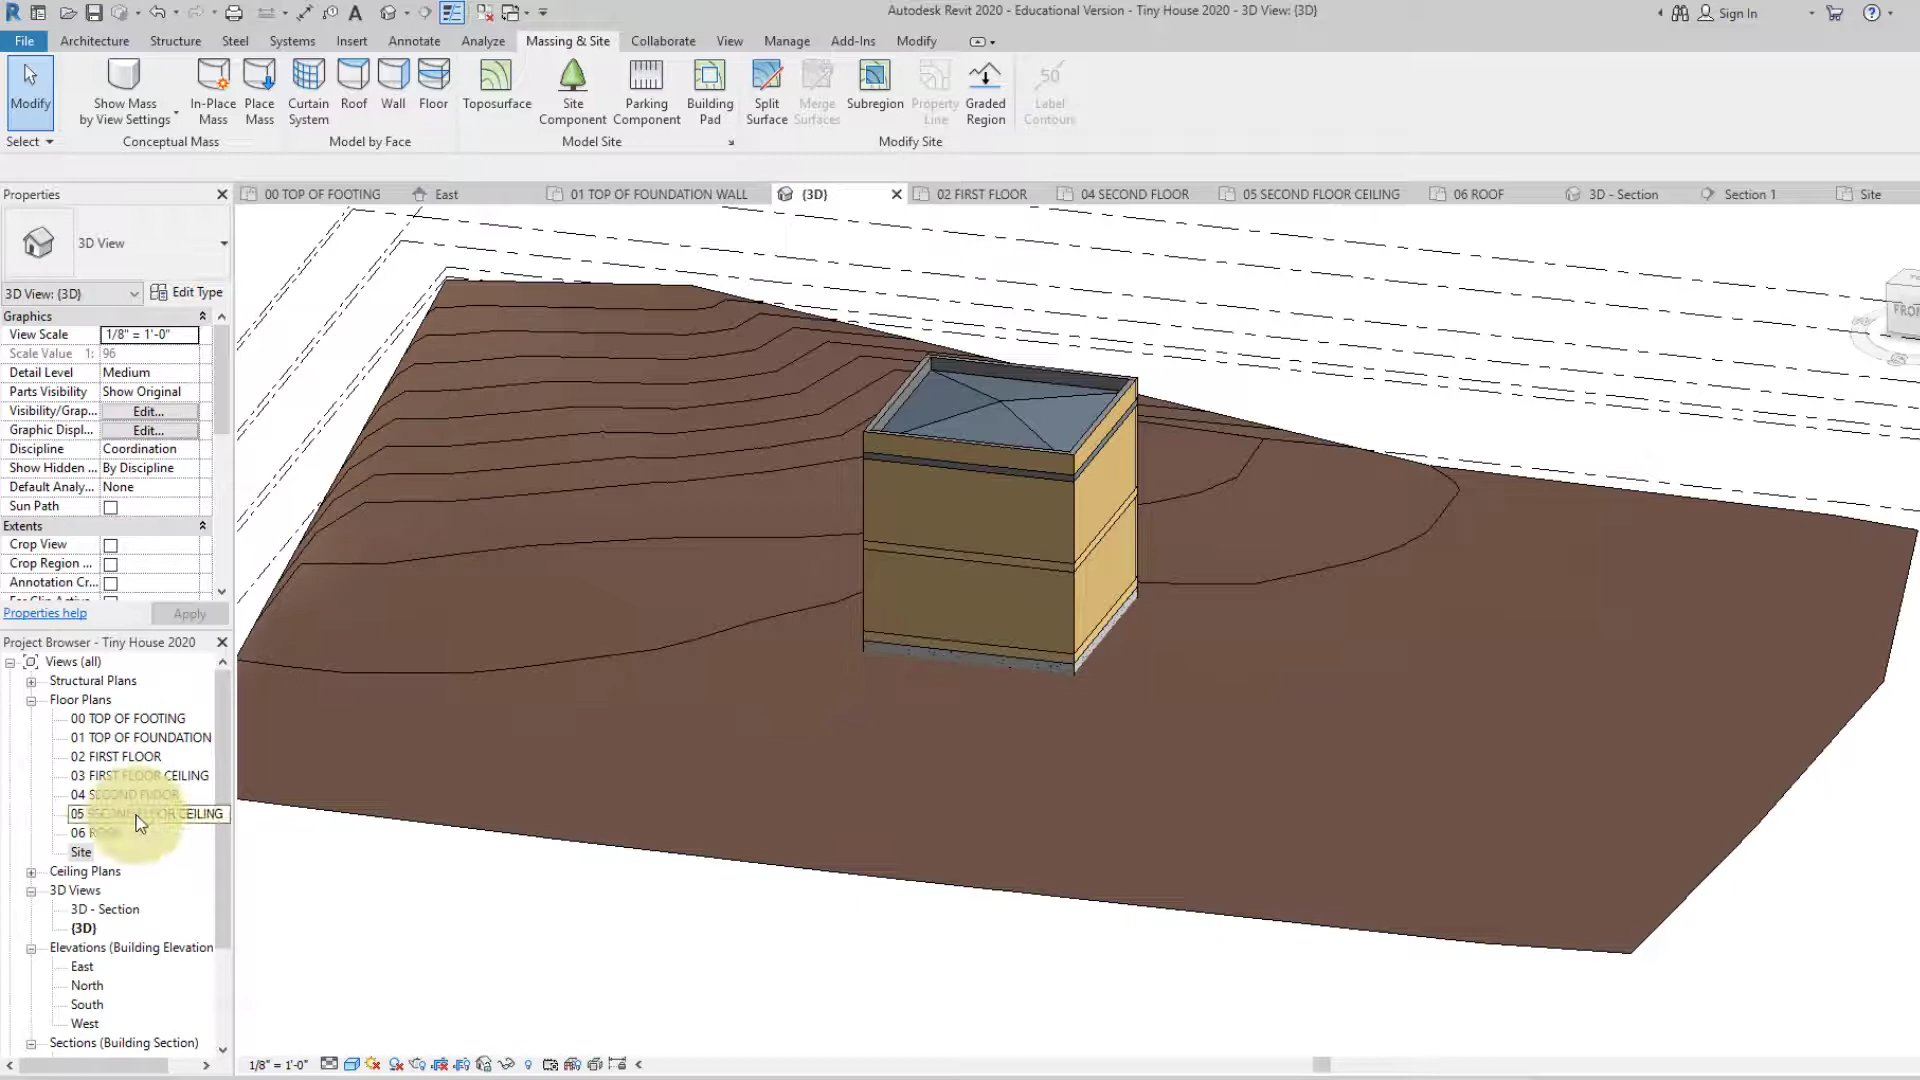 Autodesk Revit 2020 - Educational Version - Tiny House 2020 - 3D View: {3D}
Sign In
File Architecture Structure Steel Systems Insert Annotate Analyze Massing & Site Collaborate View Manage Add-Ins Modify
Modify
Show Mass
by View Settings
In-Place
Mass
Place
Mass
Curtain
System
Roof
Wall
Floor
Toposurface
Site
Component
Parking
Component
Building
Pad
Split
Surface
Merge
Surfaces
Subregion
Property
Line
Graded
Region
50
Label
Contours
Select
Conceptual Mass
Model by Face
Model Site
Modify Site
Properties
00 TOP OF FOOTING
East
01 TOP OF FOUNDATION WALL
{3D}
02 FIRST FLOOR
04 SECOND FLOOR
05 SECOND FLOOR CEILING
06 ROOF
3D - Section
Section 1
Site
3D View
3D View: {3D}
Edit Type
Graphics
View Scale 1/8" = 1'-0"
Scale Value 1: 96
Detail Level Medium
Parts Visibility Show Original
Visibility/Grap... Edit...
Graphic Displ... Edit...
Discipline Coordination
Show Hidden ... By Discipline
Default Analy... None
Sun Path
Extents
Crop View
Crop Region ...
Annotation Cr...
Properties help
Apply
Project Browser - Tiny House 2020
Views (all)
Structural Plans
Floor Plans
00 TOP OF FOOTING
01 TOP OF FOUNDATION
02 FIRST FLOOR
03 FIRST FLOOR CEILING
04 SECOND FLOOR
05 SECOND FLOOR CEILING
06
Site
Ceiling Plans
3D Views
3D - Section
{3D}
Elevations (Building Elevation
East
North
South
West
Sections (Building Section)
1/8" = 1'-0"